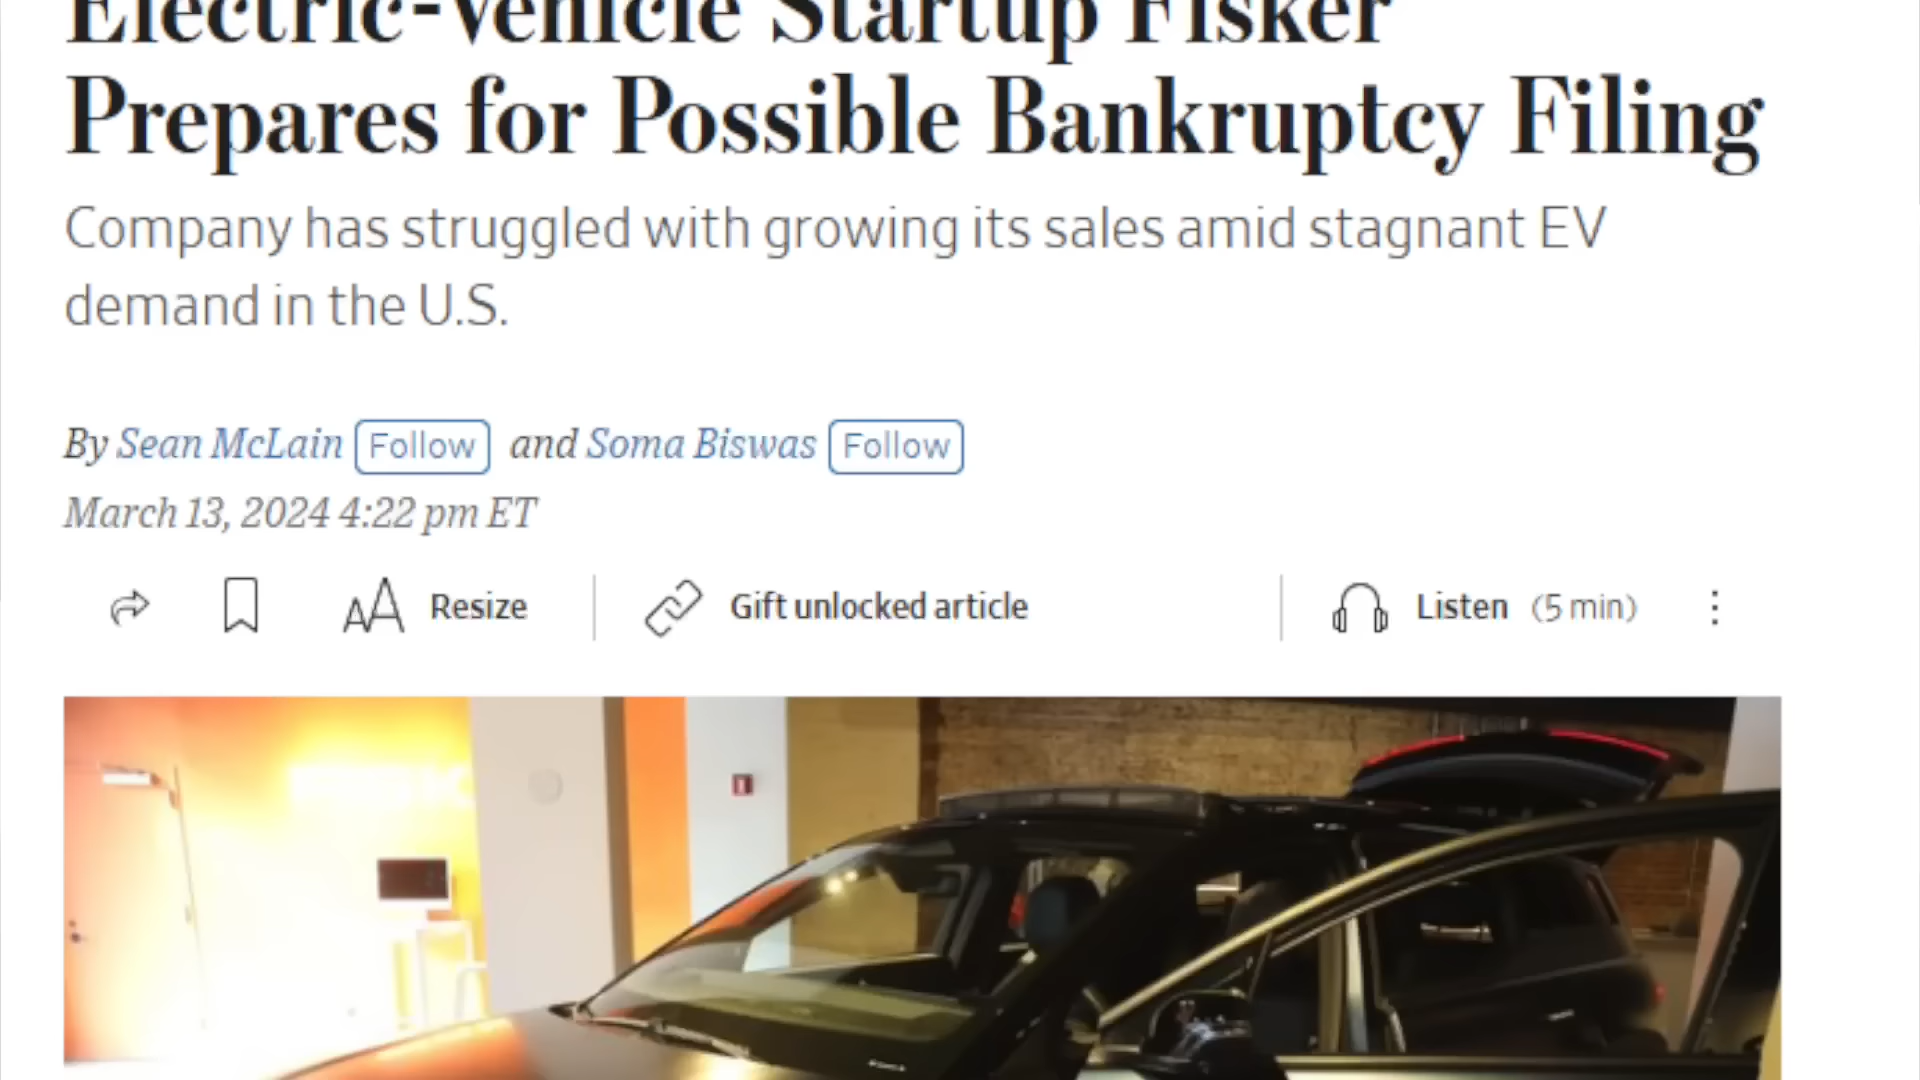 Electric-Vehicle Startup Fisker
Prepares for Possible Bankruptcy Filing
Company has struggled with growing its sales amid stagnant EV
demand in the U.S.
By Sean McLain Follow and Soma Biswas Follow
March 13, 2024 4:22 pm ET
AA Resize Gift unlocked article Listen (5 min)